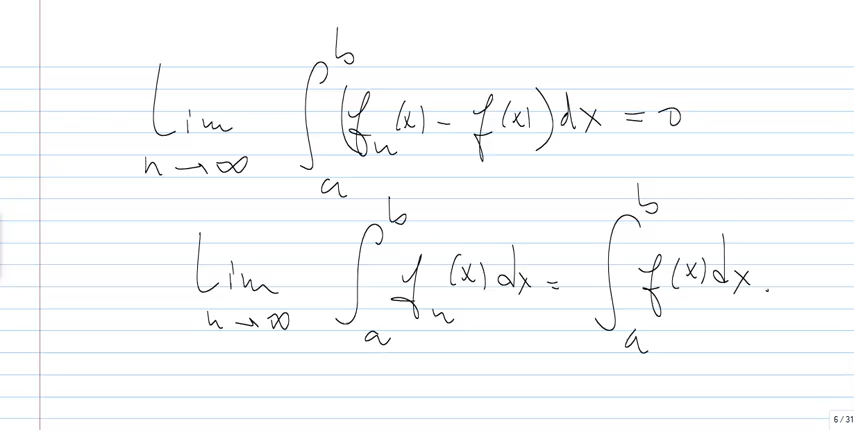 Lim_{n→∞} ∫_a^b (f_n(x) - f(x)) dx = 0
Lim_{n→∞} ∫_a^b f_n(x) dx = ∫_a^b f(x) dx.
6 / 31